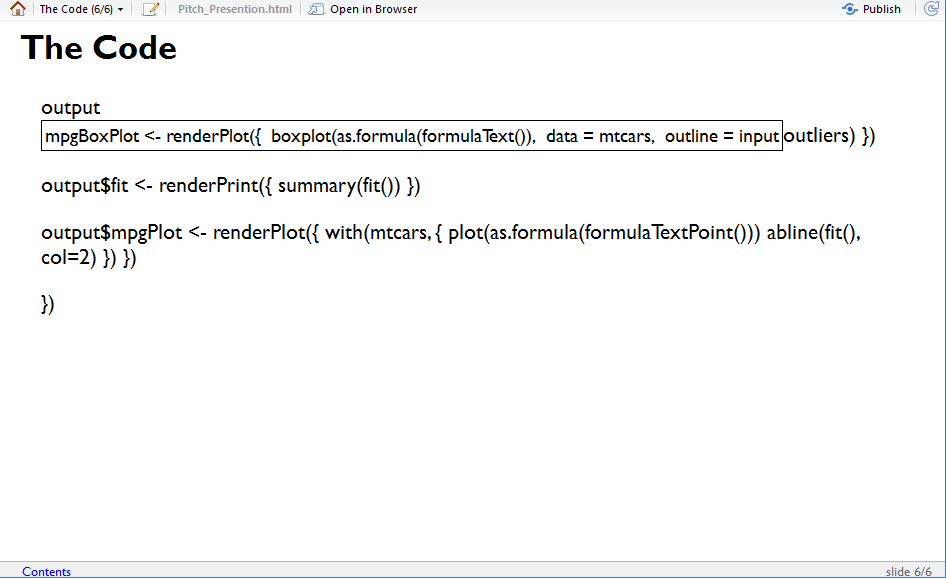 The Code (6/6) Pitch_Presention.html Open in Browser Publish
The Code
output
mpgBoxPlot <- renderPlot({ boxplot(as.formula(formulaText()), data = mtcars, outline = input outliers) })
output$fit <- renderPrint({ summary(fit()) })
output$mpgPlot <- renderPlot({ with(mtcars, { plot(as.formula(formulaTextPoint())) abline(fit(),
col=2) }) })
})
Contents slide 6/6